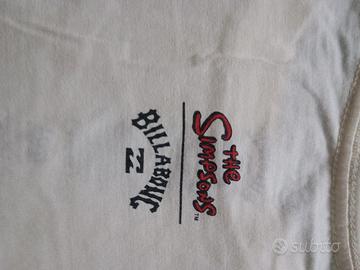 THE
SIMPSONS
TM
BILLABONG
subito